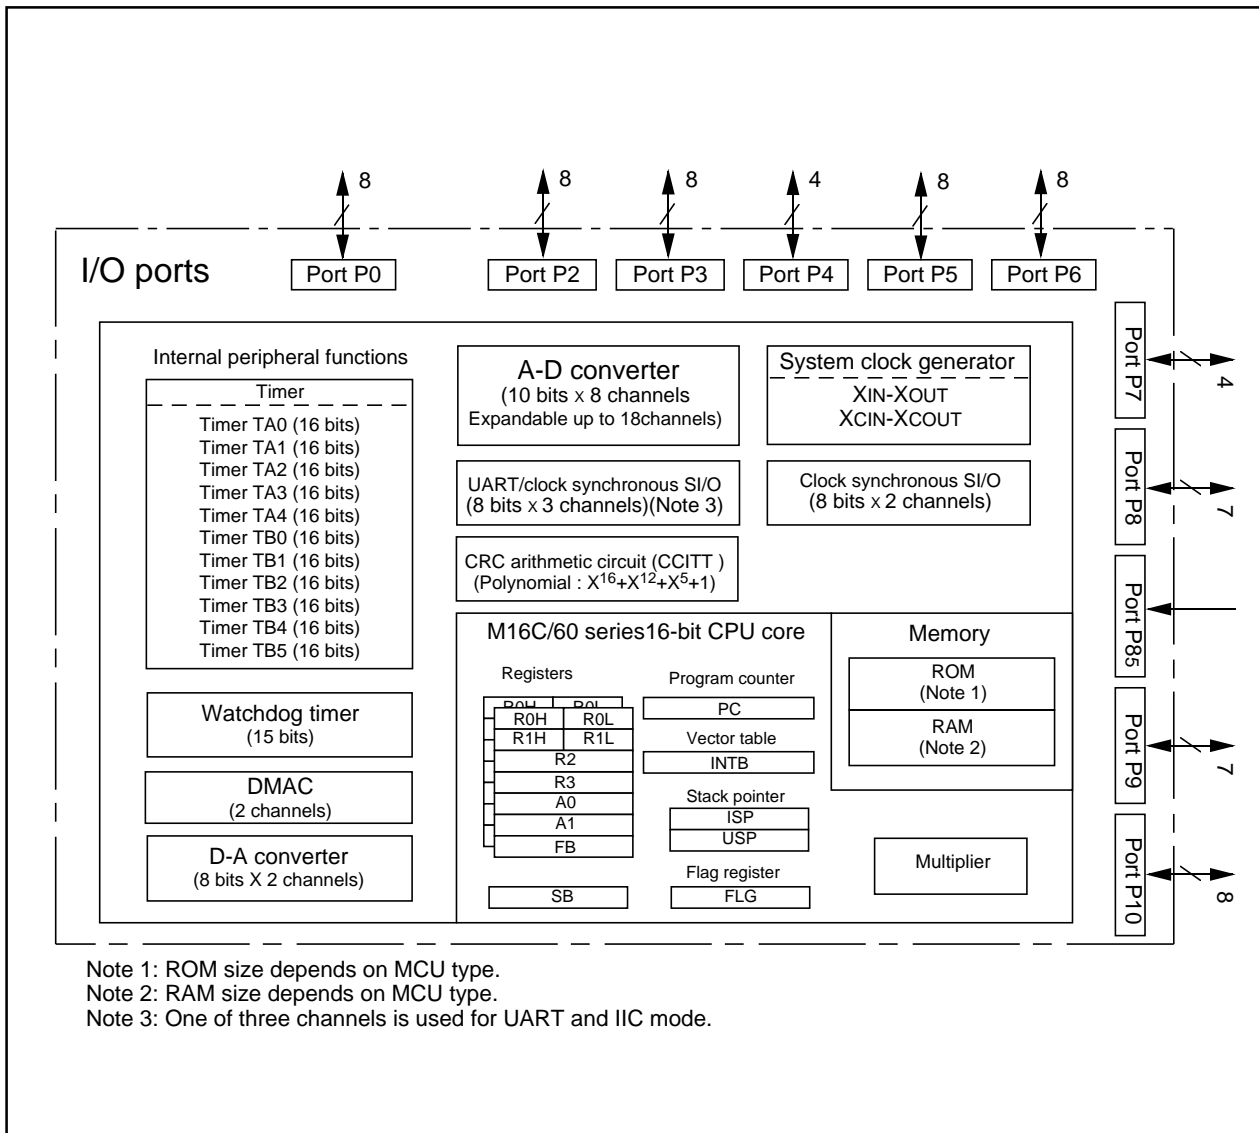 8
8
8
4
8
8
I/O ports
Port P0
Port P2
Port P3
Port P4
Port P5
Port P6
Internal peripheral functions
Timer
Timer TA0 (16 bits)
Timer TA1 (16 bits)
Timer TA2 (16 bits)
Timer TA3 (16 bits)
Timer TA4 (16 bits)
Timer TB0 (16 bits)
Timer TB1 (16 bits)
Timer TB2 (16 bits)
Timer TB3 (16 bits)
Timer TB4 (16 bits)
Timer TB5 (16 bits)
Watchdog timer
(15 bits)
DMAC
(2 channels)
D-A converter
(8 bits X 2 channels)
A-D converter
(10 bits x 8 channels
Expandable up to 18channels)
UART/clock synchronous SI/O
(8 bits x 3 channels)(Note 3)
CRC arithmetic circuit (CCITT )
(Polynomial : X16+X12+X5+1)
System clock generator
XIN-XOUT
XCIN-XCOUT
Clock synchronous SI/O
(8 bits x 2 channels)
M16C/60 series16-bit CPU core
Registers
R0H R0L
R0H R0L
R1H R1L
R2
R3
A0
A1
FB
SB
Program counter
PC
Vector table
INTB
Stack pointer
ISP
USP
Flag register
FLG
Memory
ROM
(Note 1)
RAM
(Note 2)
Multiplier
Port P7
4
Port P8
7
Port P85
Port P9
7
Port P10
8
Note 1: ROM size depends on MCU type.
Note 2: RAM size depends on MCU type.
Note 3: One of three channels is used for UART and IIC mode.